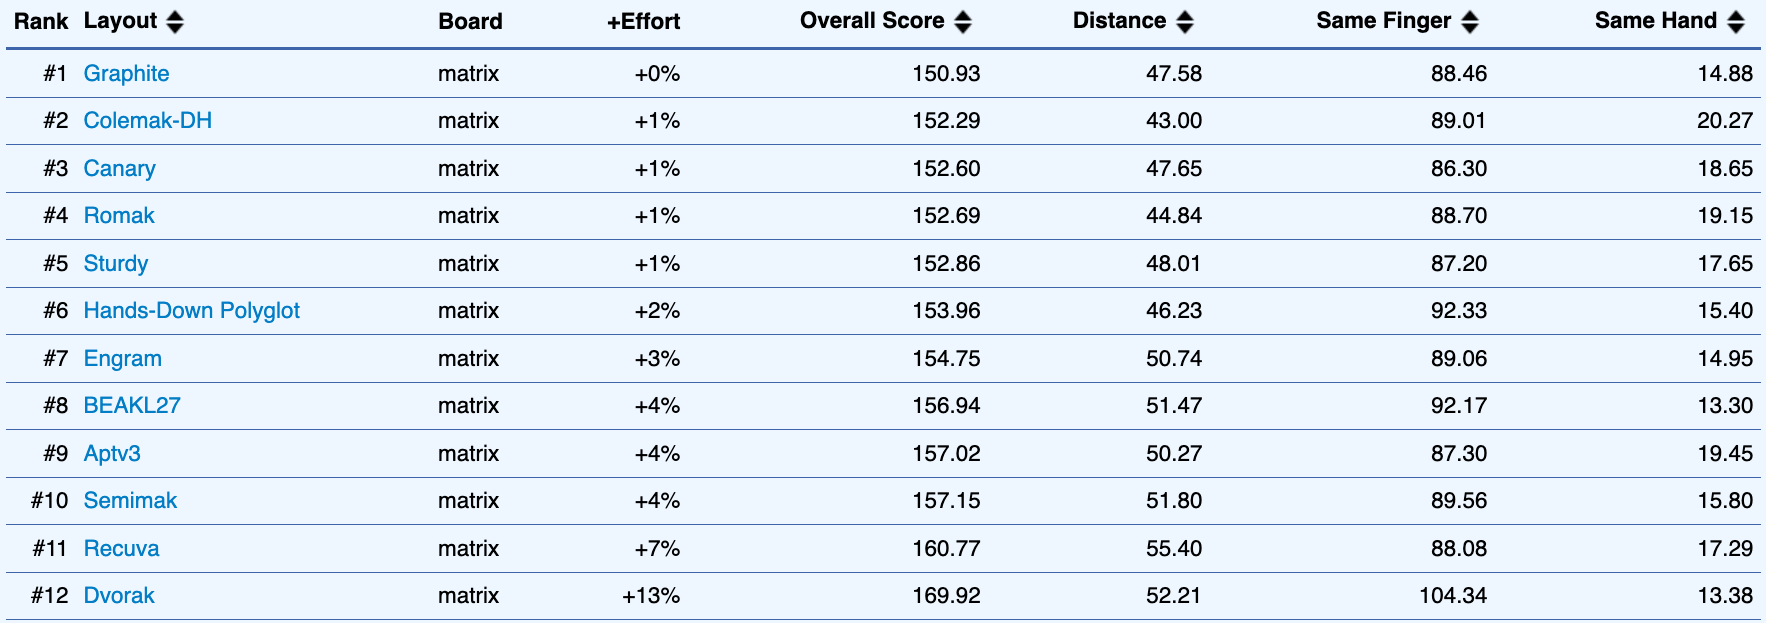 Rank Layout Board +Effort Overall Score Distance Same Finger Same Hand
#1 Graphite matrix +0% 150.93 47.58 88.46 14.88
#2 Colemak-DH matrix +1% 152.29 43.00 89.01 20.27
#3 Canary matrix +1% 152.60 47.65 86.30 18.65
#4 Romak matrix +1% 152.69 44.84 88.70 19.15
#5 Sturdy matrix +1% 152.86 48.01 87.20 17.65
#6 Hands-Down Polyglot matrix +2% 153.96 46.23 92.33 15.40
#7 Engram matrix +3% 154.75 50.74 89.06 14.95
#8 BEAKL27 matrix +4% 156.94 51.47 92.17 13.30
#9 Aptv3 matrix +4% 157.02 50.27 87.30 19.45
#10 Semimak matrix +4% 157.15 51.80 89.56 15.80
#11 Recuva matrix +7% 160.77 55.40 88.08 17.29
#12 Dvorak matrix +13% 169.92 52.21 104.34 13.38